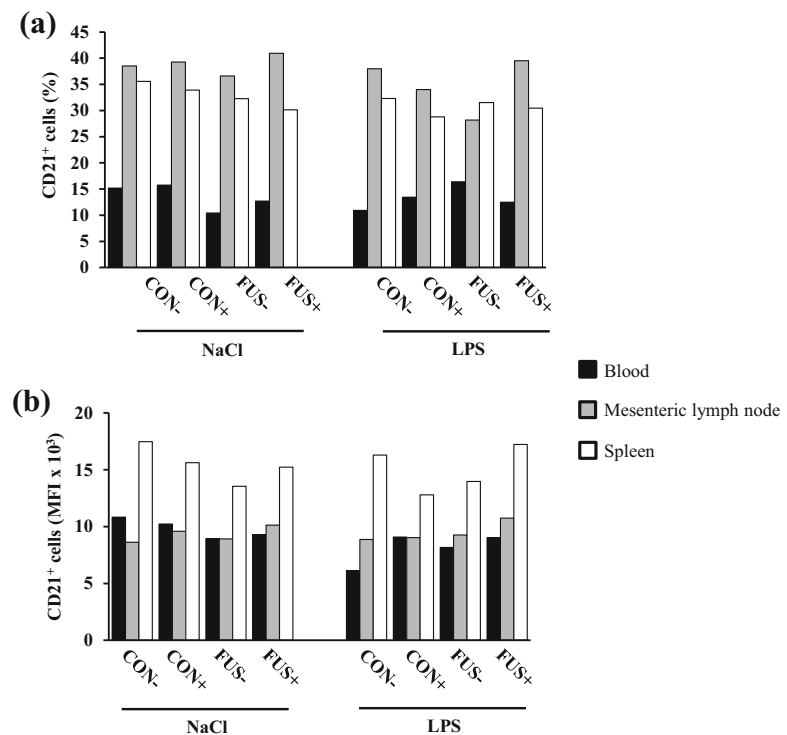 (a)
CD21⁺ cells (%)
45
40
35
30
25
20
15
10
5
0
CON-
CON+
FUS-
FUS+
CON-
CON+
FUS-
FUS+
NaCl
LPS
Blood
Mesenteric lymph node
Spleen
(b)
CD21⁺ cells (MFI x 10³)
20
15
10
5
0
CON-
CON+
FUS-
FUS+
CON-
CON+
FUS-
FUS+
NaCl
LPS